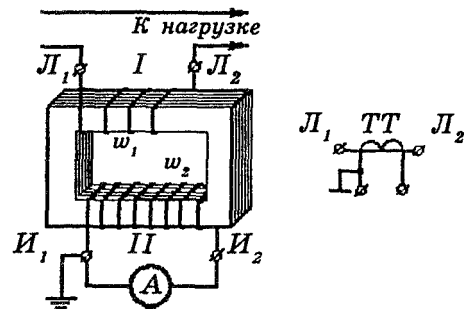 К нагрузке
Л₁ I Л₂
w₁
w₂
И₁ II И₂
A
Л₁ ТТ Л₂